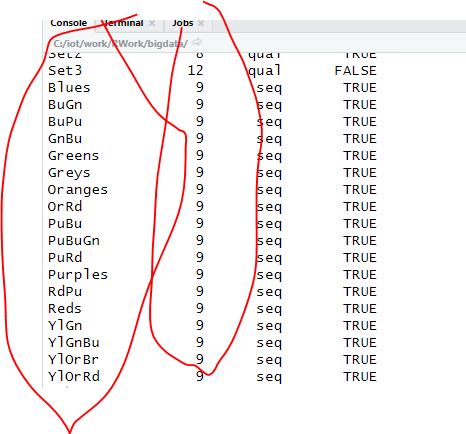 Console Terminal × Jobs ×
C:/iot/work/RWork/bigdata/
Set2 8 qual TRUE
Set3 12 qual FALSE
Blues 9 seq TRUE
BuGn 9 seq TRUE
BuPu 9 seq TRUE
GnBu 9 seq TRUE
Greens 9 seq TRUE
Greys 9 seq TRUE
Oranges 9 seq TRUE
OrRd 9 seq TRUE
PuBu 9 seq TRUE
PuBuGn 9 seq TRUE
PuRd 9 seq TRUE
Purples 9 seq TRUE
RdPu 9 seq TRUE
Reds 9 seq TRUE
YlGn 9 seq TRUE
YlGnBu 9 seq TRUE
YlOrBr 9 seq TRUE
YlOrRd 9 seq TRUE